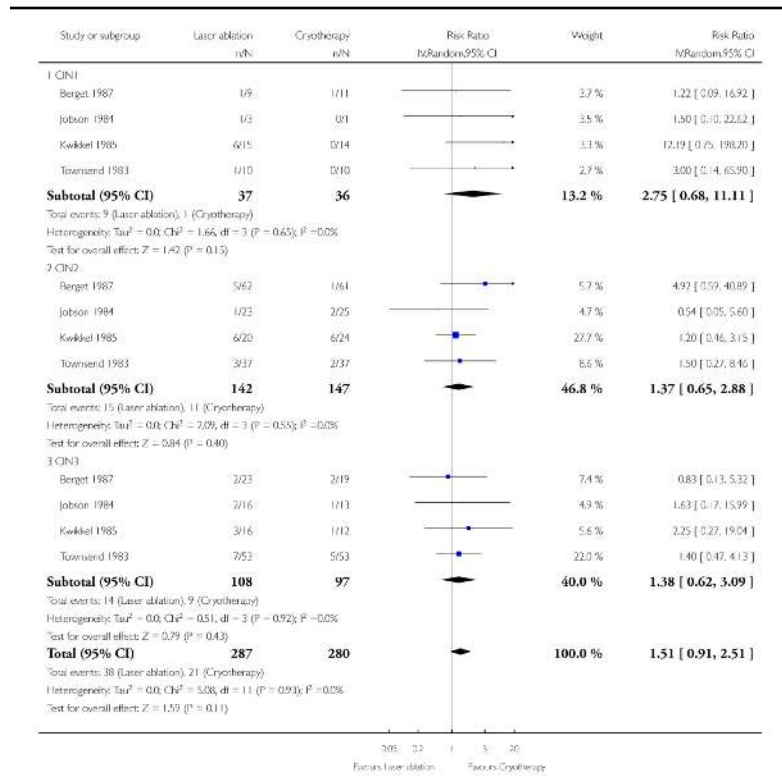 Study or subgroup Laser ablation Cryotherapy Risk Ratio Weight Risk Ratio
n/N n/N IV,Random,95% CI IV,Random,95% CI
1 CIN1
Berget 1987 1/9 1/11 3.7 % 1.22 [ 0.09, 16.92 ]
Jobson 1984 1/3 0/1 3.5 % 1.50 [ 0.10, 22.62 ]
Kwikkel 1985 6/15 0/14 3.3 % 12.19 [ 0.75, 198.20 ]
Townsend 1983 1/10 0/10 2.7 % 3.00 [ 0.14, 65.90 ]
Subtotal (95% CI) 37 36 13.2 % 2.75 [ 0.68, 11.11 ]
Total events: 9 (Laser ablation), 1 (Cryotherapy)
Heterogeneity: Tau² = 0.0; Chi² = 1.66, df = 3 (P = 0.65); I² =0.0%
Test for overall effect: Z = 1.42 (P = 0.15)
2 CIN2
Berget 1987 5/62 1/61 5.7 % 4.92 [ 0.59, 40.89 ]
Jobson 1984 1/23 2/25 4.7 % 0.54 [ 0.05, 5.60 ]
Kwikkel 1985 6/20 6/24 27.7 % 1.20 [ 0.46, 3.15 ]
Townsend 1983 3/37 2/37 8.6 % 1.50 [ 0.27, 8.46 ]
Subtotal (95% CI) 142 147 46.8 % 1.37 [ 0.65, 2.88 ]
Total events: 15 (Laser ablation), 11 (Cryotherapy)
Heterogeneity: Tau² = 0.0; Chi² = 2.09, df = 3 (P = 0.55); I² =0.0%
Test for overall effect: Z = 0.84 (P = 0.40)
3 CIN3
Berget 1987 2/23 2/19 7.4 % 0.83 [ 0.13, 5.32 ]
Jobson 1984 2/16 1/13 4.9 % 1.63 [ 0.17, 15.99 ]
Kwikkel 1985 3/16 1/12 5.6 % 2.25 [ 0.27, 19.04 ]
Townsend 1983 7/53 5/53 22.0 % 1.40 [ 0.47, 4.13 ]
Subtotal (95% CI) 108 97 40.0 % 1.38 [ 0.62, 3.09 ]
Total events: 14 (Laser ablation), 9 (Cryotherapy)
Heterogeneity: Tau² = 0.0; Chi² = 0.51, df = 3 (P = 0.92); I² =0.0%
Test for overall effect: Z = 0.79 (P = 0.43)
Total (95% CI) 287 280 100.0 % 1.51 [ 0.91, 2.51 ]
Total events: 38 (Laser ablation), 21 (Cryotherapy)
Heterogeneity: Tau² = 0.0; Chi² = 5.08, df = 11 (P = 0.93); I² =0.0%
Test for overall effect: Z = 1.59 (P = 0.11)
0.05 0.2 1 5 20
Favours Laser ablation Favours Cryotherapy